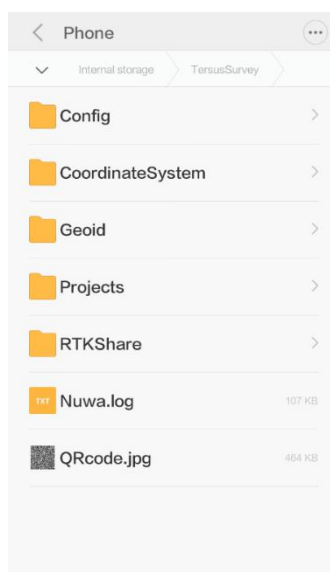 Phone
Internal storage TersusSurvey
Config
CoordinateSystem
Geoid
Projects
RTKShare
TXT Nuwa.log 107 KB
QRcode.jpg 464 KB